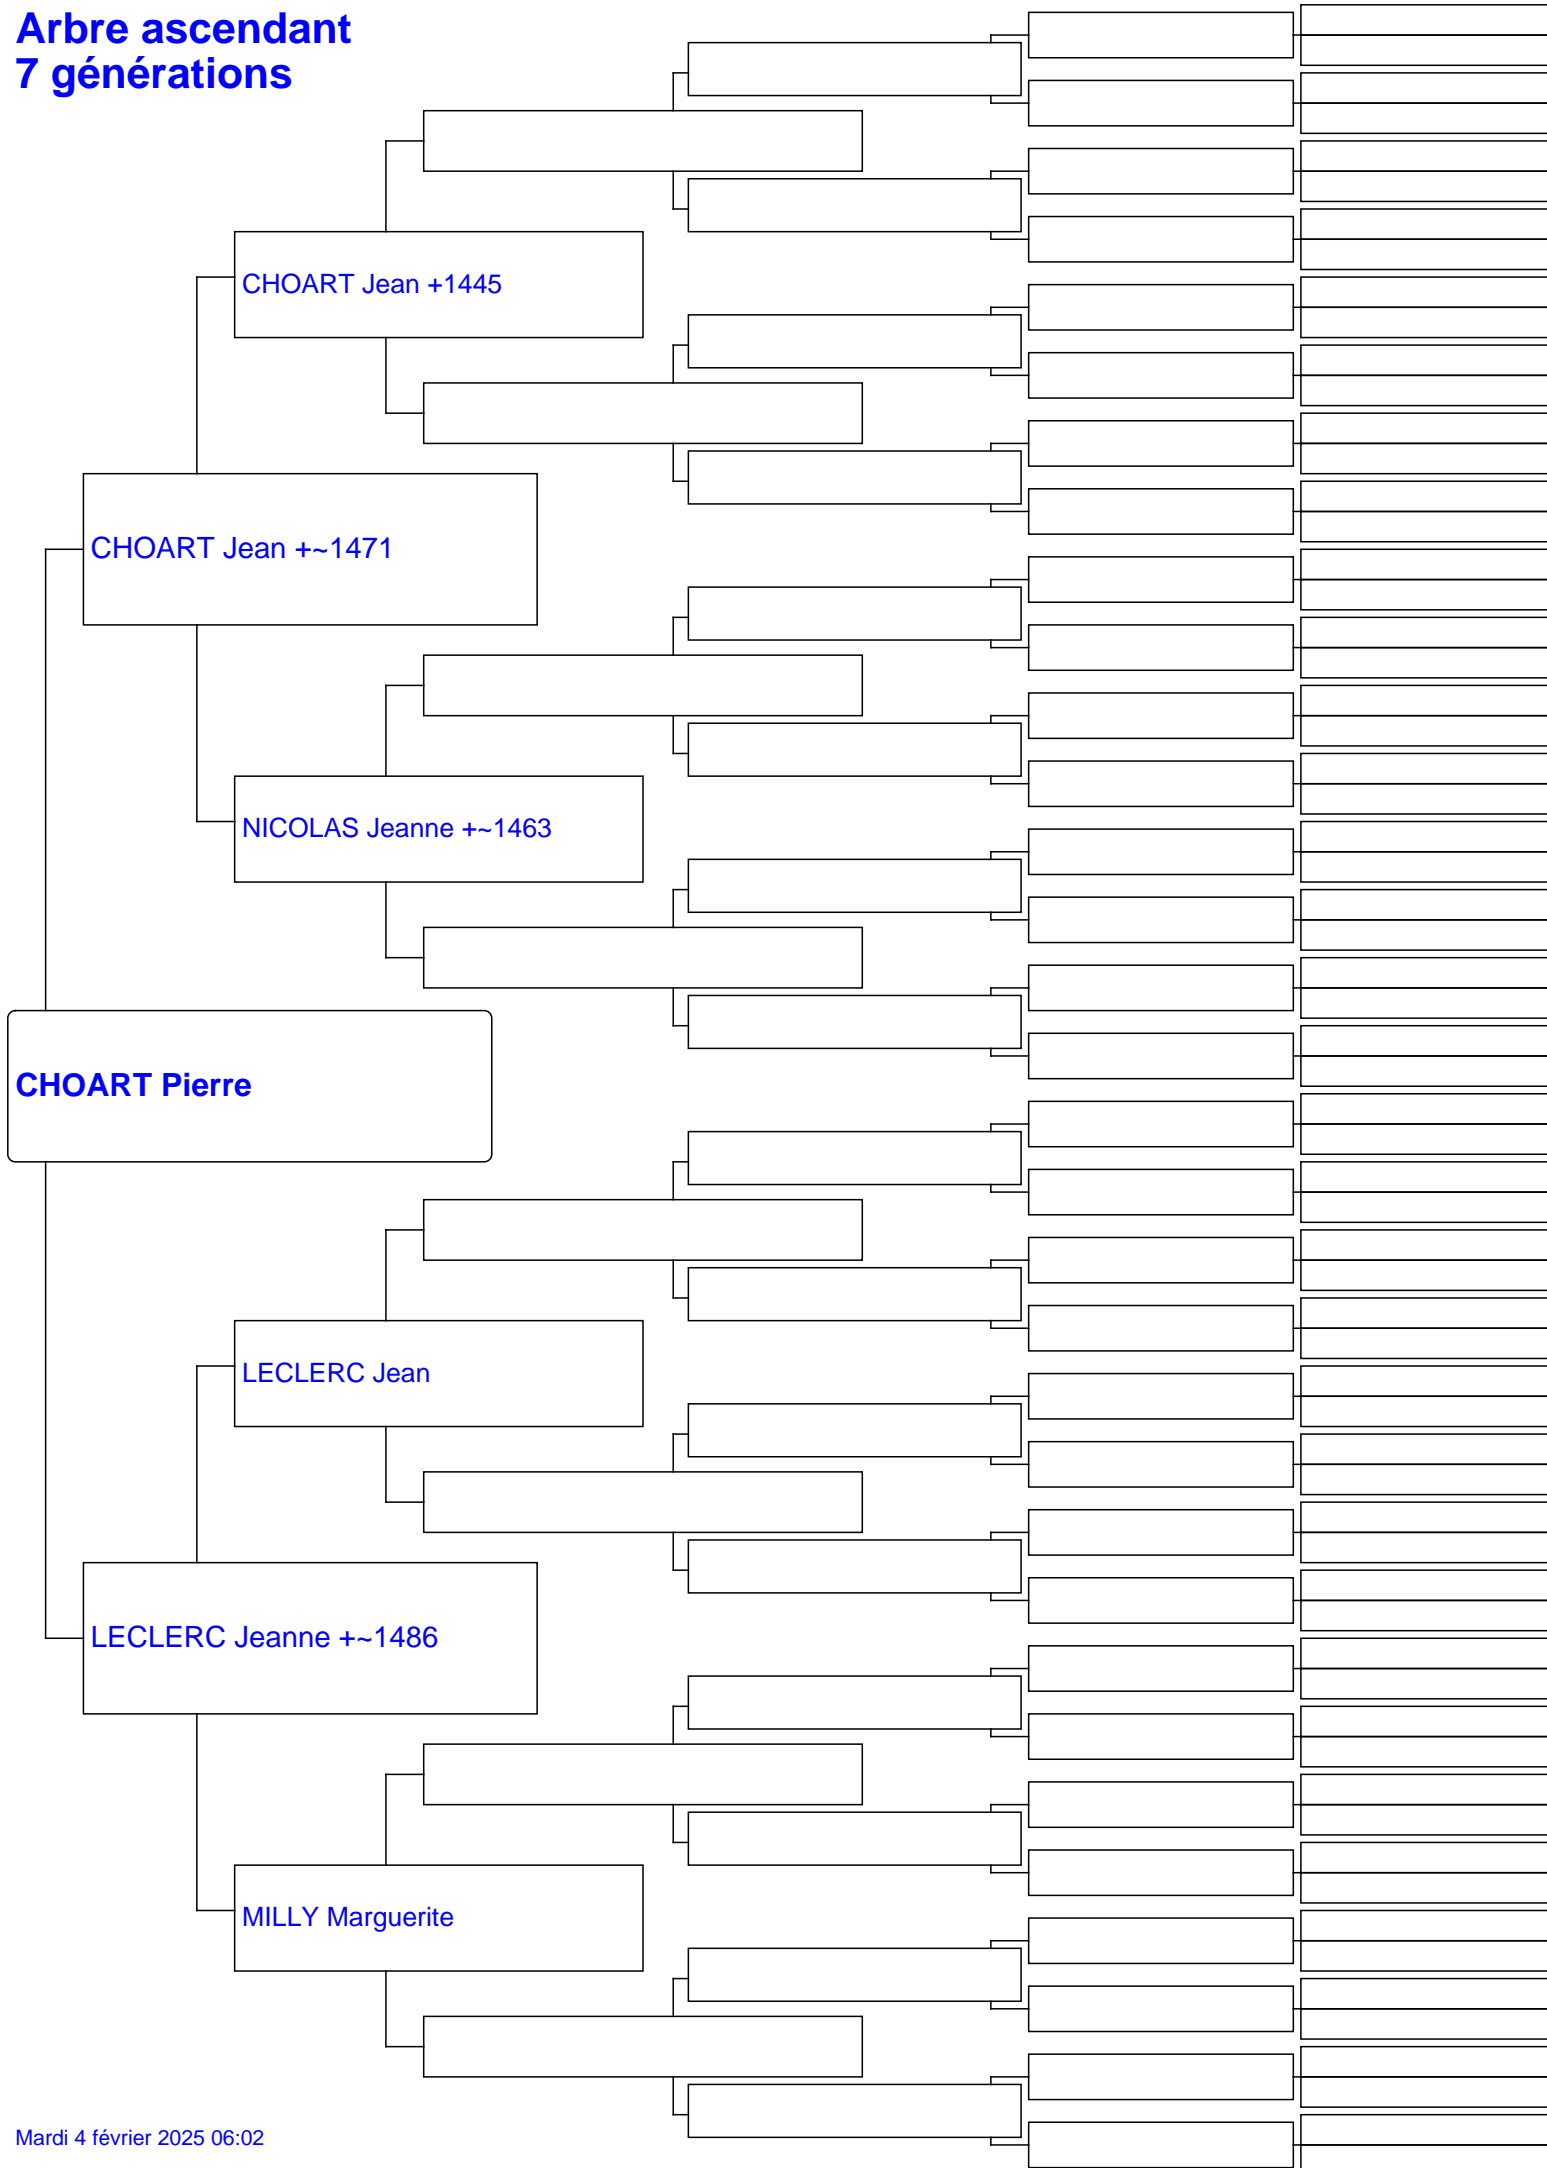 Arbre ascendant
7 générations
CHOART Jean +1445
CHOART Jean +~1471
NICOLAS Jeanne +~1463
CHOART Pierre
LECLERC Jean
LECLERC Jeanne +~1486
MILLY Marguerite
Mardi 4 février 2025 06:02